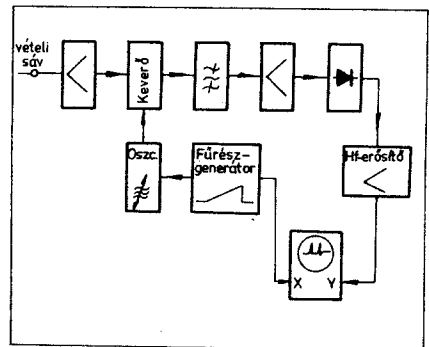 vételi
sáv
Keverő
Oszc.
Fűrész-
generátor
Hf-erősítő
X Y